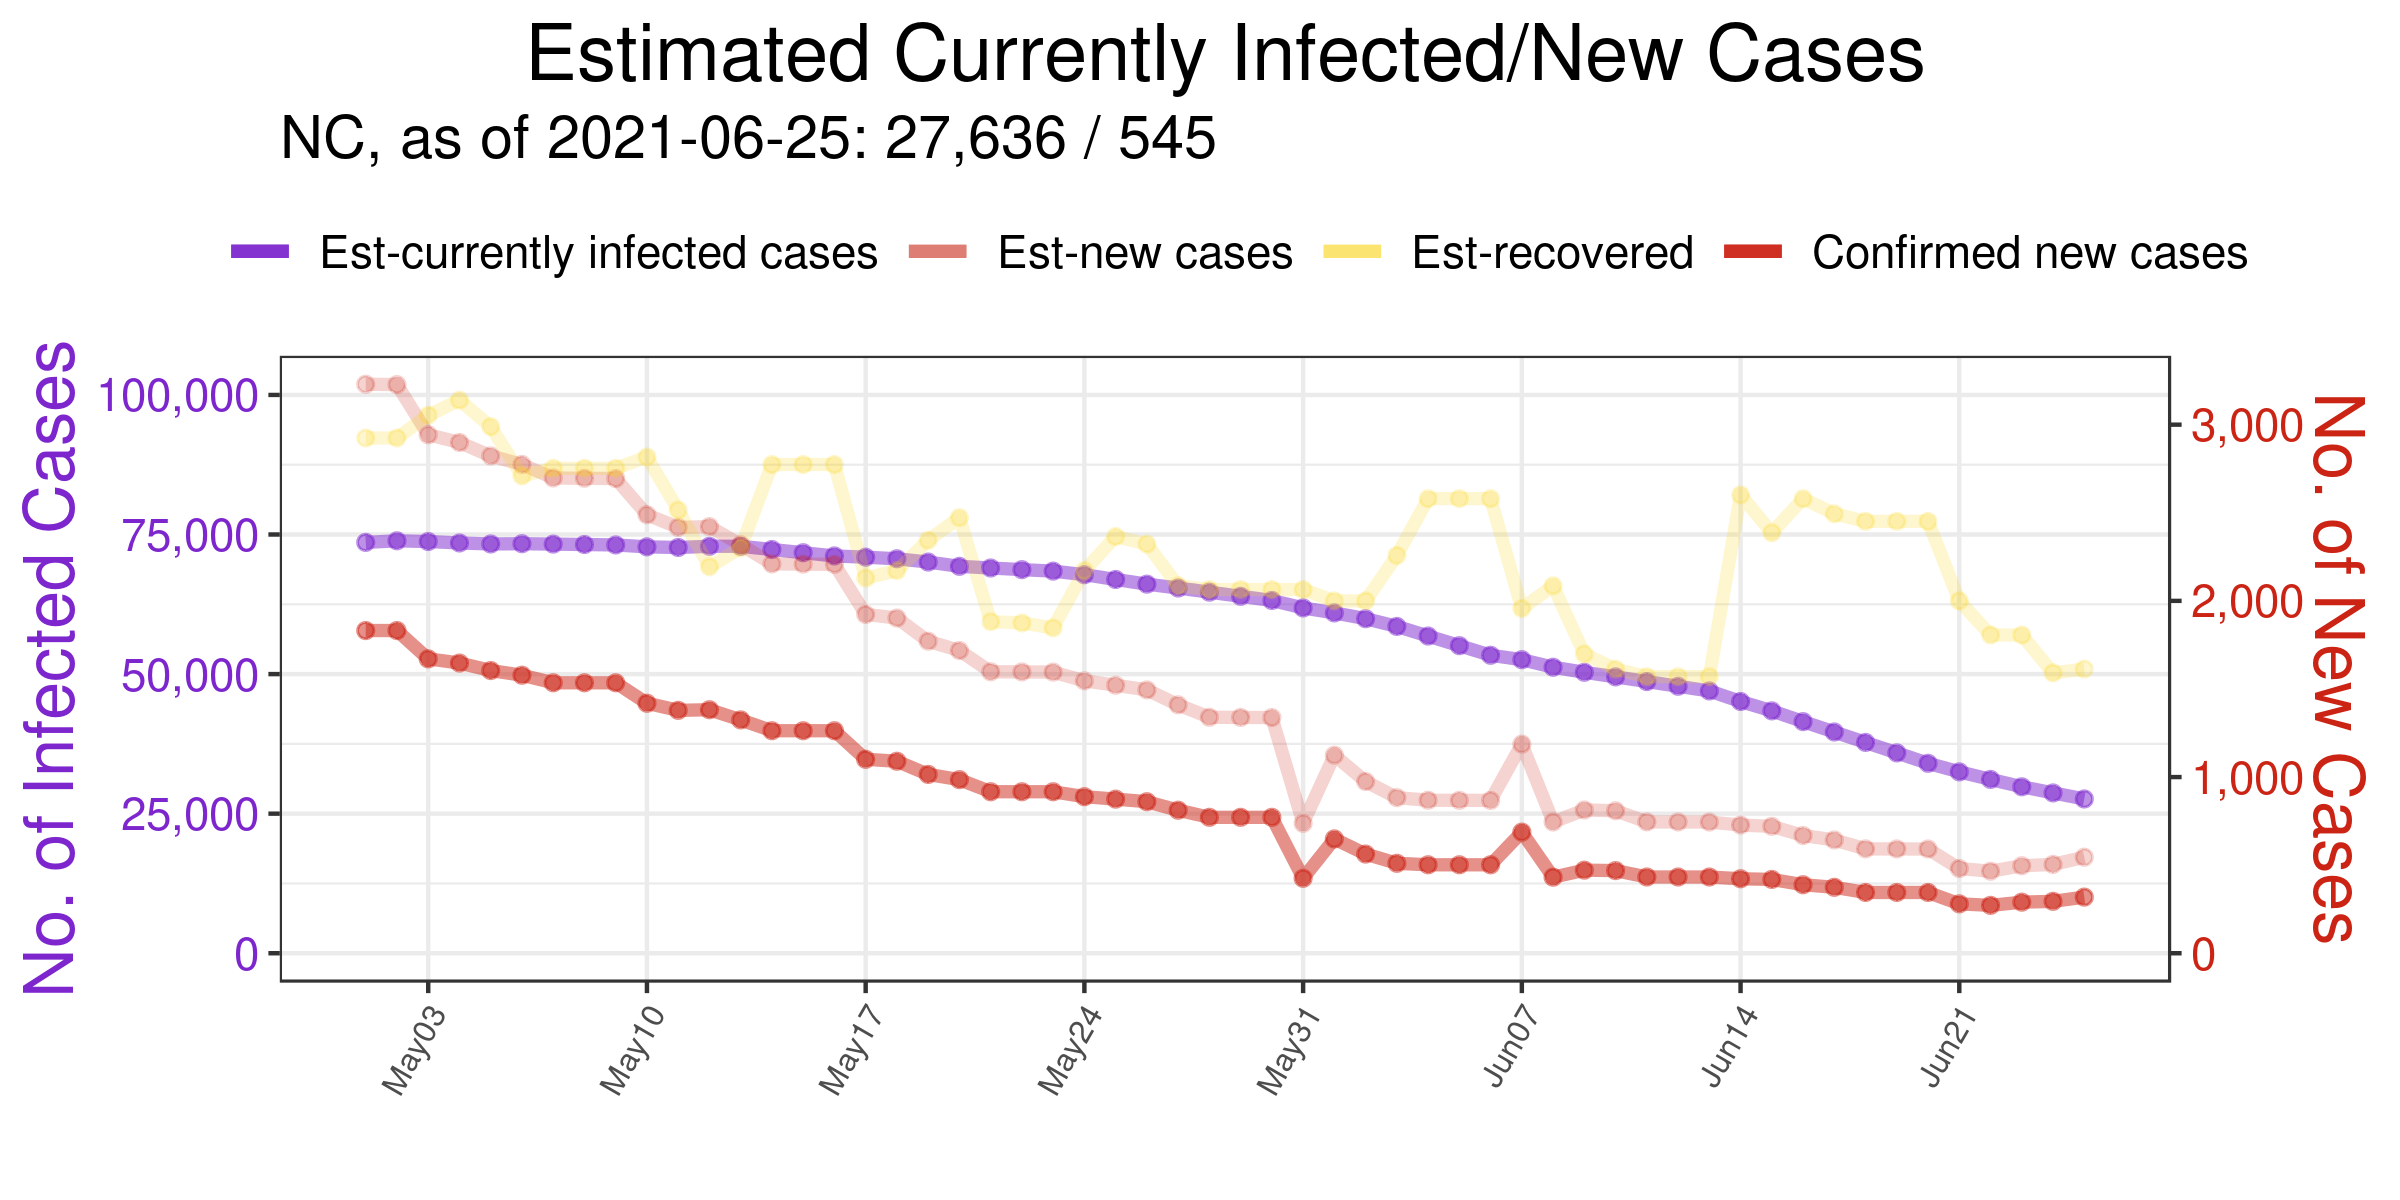 Estimated Currently Infected/New Cases
NC, as of 2021-06-25: 27,636 / 545
Est-currently infected cases Est-new cases Est-recovered Confirmed new cases
No. of Infected Cases
100,000
75,000
50,000
25,000
0
3,000
2,000
1,000
0
No. of New Cases
May03 May10 May17 May24 May31 Jun07 Jun14 Jun21